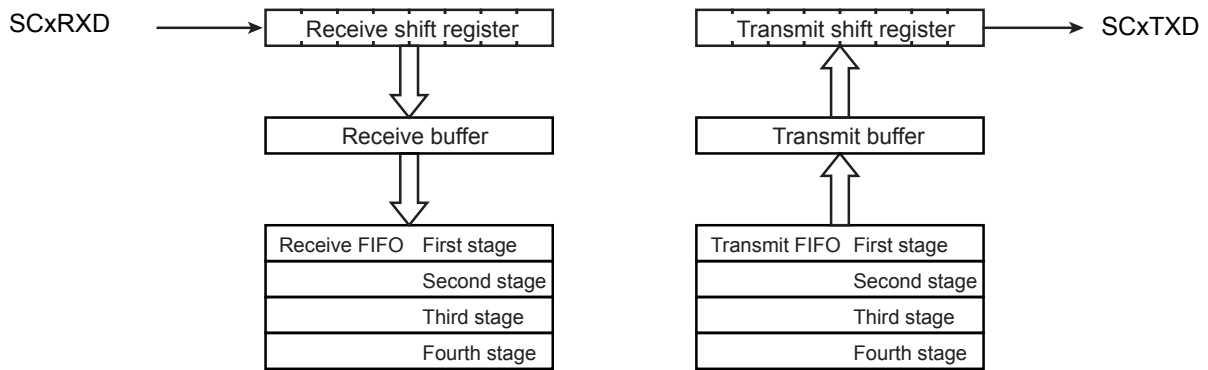 SCxRXD
Receive shift register
Receive buffer
Receive FIFO First stage
Second stage
Third stage
Fourth stage
Transmit shift register
SCxTXD
Transmit buffer
Transmit FIFO First stage
Second stage
Third stage
Fourth stage